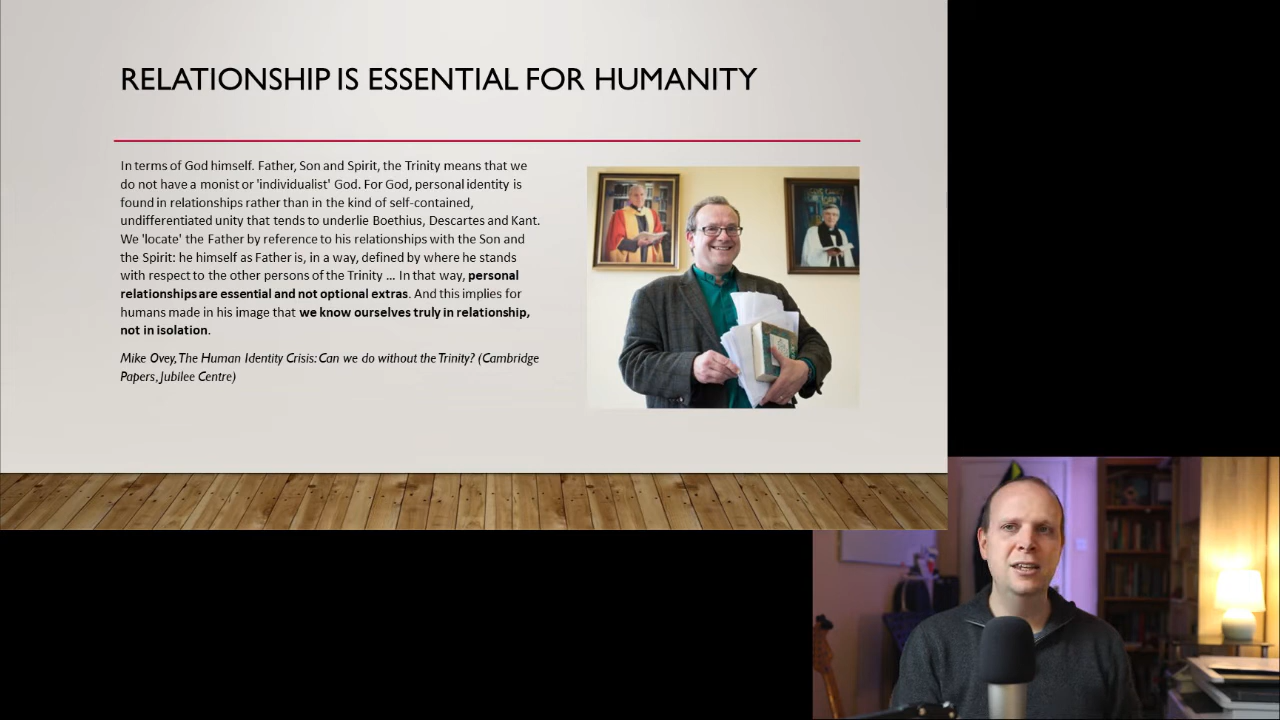 RELATIONSHIP IS ESSENTIAL FOR HUMANITY
In terms of God himself. Father, Son and Spirit, the Trinity means that we
do not have a monist or 'individualist' God. For God, personal identity is
found in relationships rather than in the kind of self-contained,
undifferentiated unity that tends to underlie Boethius, Descartes and Kant.
We 'locate' the Father by reference to his relationships with the Son and
the Spirit: he himself as Father is, in a way, defined by where he stands
with respect to the other persons of the Trinity ... In that way, personal
relationships are essential and not optional extras. And this implies for
humans made in his image that we know ourselves truly in relationship,
not in isolation.
Mike Ovey, The Human Identity Crisis: Can we do without the Trinity? (Cambridge
Papers, Jubilee Centre)